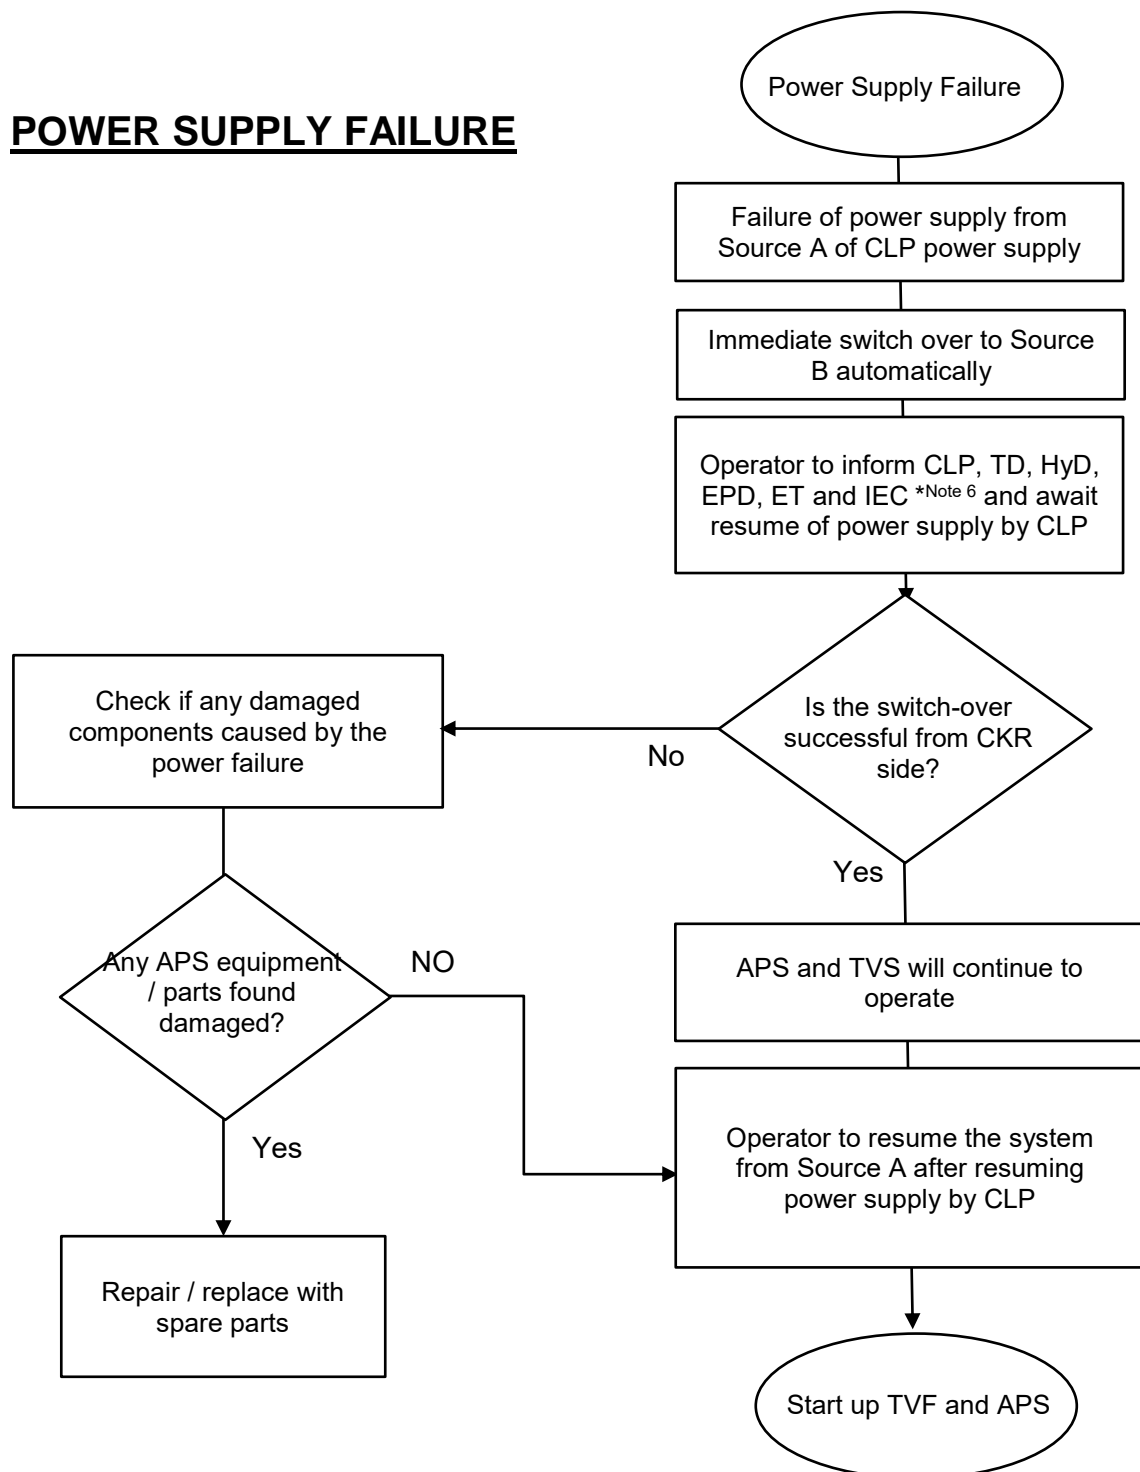 Power Supply Failure
POWER SUPPLY FAILURE
Failure of power supply from
Source A of CLP power supply
Immediate switch over to Source
B automatically
Operator to inform CLP, TD, HyD,
EPD, ET and IEC *Note 6 and await
resume of power supply by CLP
Is the switch-over
successful from CKR
side?
No
Check if any damaged
components caused by the
power failure
Yes
Any APS equipment
/ parts found
damaged?
NO
APS and TVS will continue to
operate
Yes
Operator to resume the system
from Source A after resuming
power supply by CLP
Repair / replace with
spare parts
Start up TVF and APS